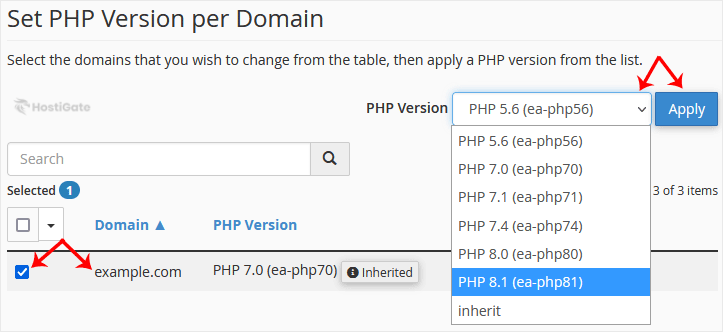 Set PHP Version per Domain
Select the domains that you wish to change from the table, then apply a PHP version from the list.
HostiGate
PHP Version PHP 5.6 (ea-php56) Apply
PHP 5.6 (ea-php56)
PHP 7.0 (ea-php70)
PHP 7.1 (ea-php71)
PHP 7.4 (ea-php74)
PHP 8.0 (ea-php80)
PHP 8.1 (ea-php81)
inherit
Search
Selected 1
3 of 3 items
Domain ▲ PHP Version
example.com PHP 7.0 (ea-php70) Inherited